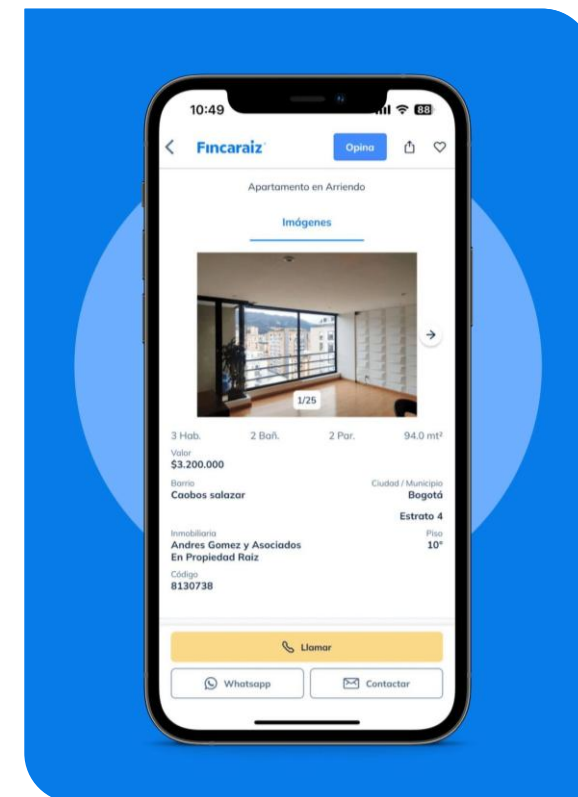 10:49
88
Fincaraiz
Opina
Apartamento en Arriendo
Imágenes
1/25
3 Hab. 2 Bañ. 2 Par. 94.0 mt²
Valor
$3.200.000
Barrio Ciudad / Municipio
Caobos salazar Bogotá
Estrato 4
Inmobiliaria Piso
Andres Gomez y Asociados 10°
En Propiedad Raiz
Código
8130738
Llamar
Whatsapp Contactar